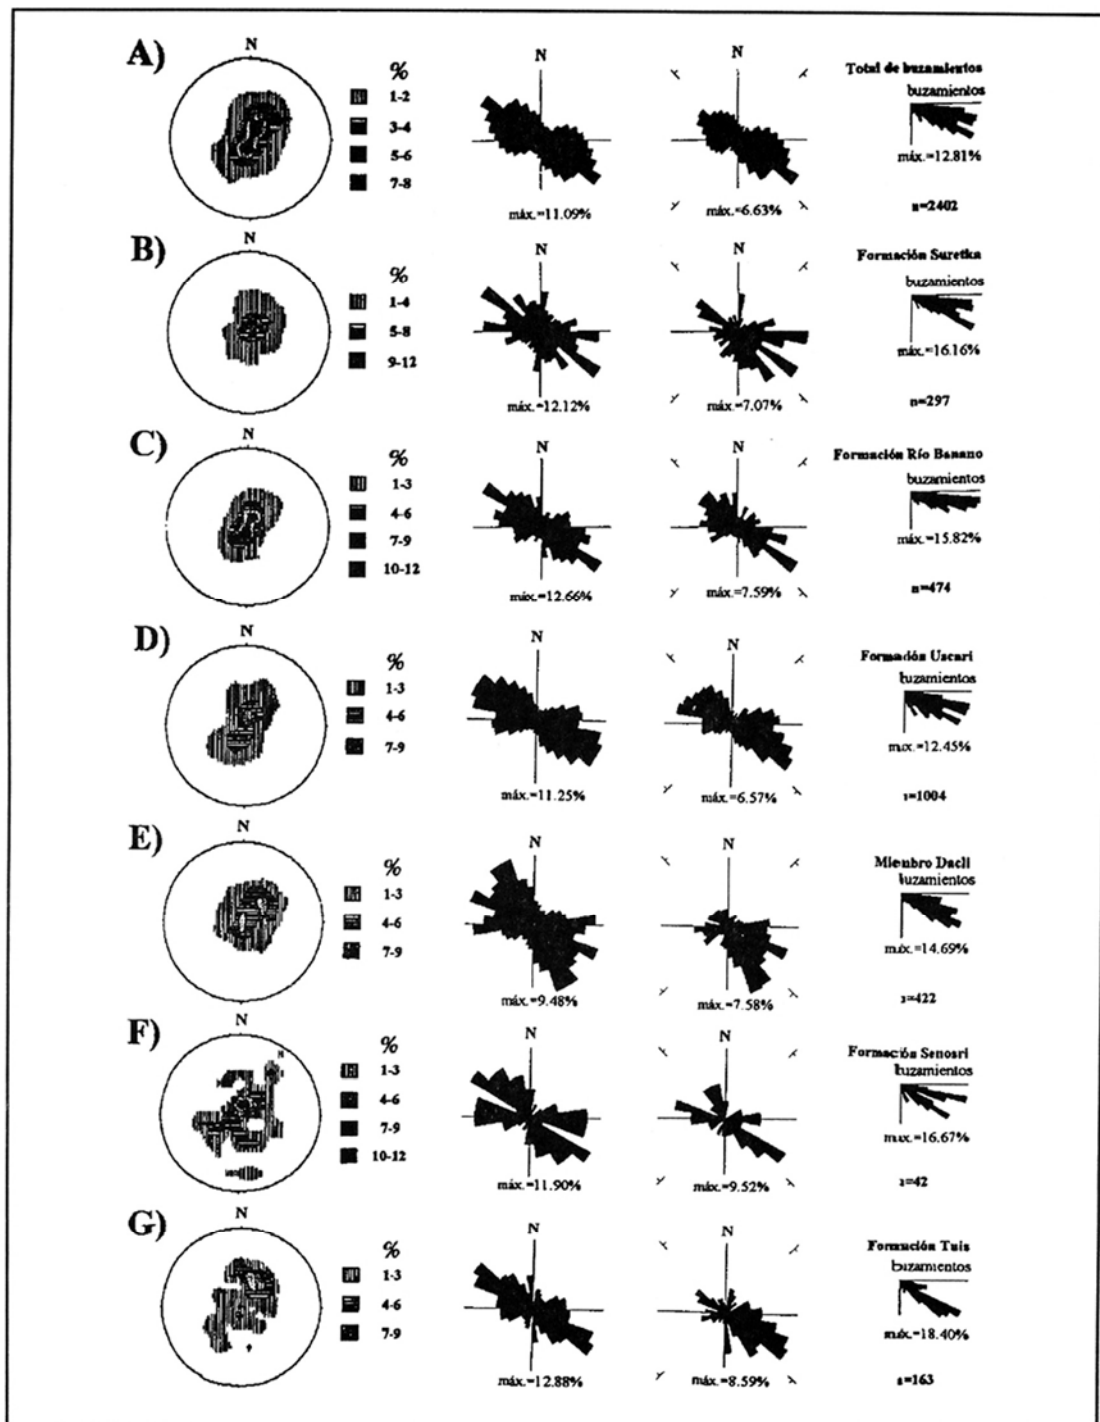 A)
N
%
1-2
3-4
5-6
7-8
N
máx.=11.09%
máx.=6.63%
Total de buzamientos
buzamientos
máx.=12.81%
n=2402
B)
N
%
1-4
5-8
9-12
N
máx.=12.12%
N
máx.=7.07%
Formación Suretka
buzamientos
máx.=16.16%
n=297
C)
N
%
1-3
4-6
7-9
10-12
N
máx.=12.66%
N
máx.=7.59%
Formación Río Banano
buzamientos
máx.=15.82%
n=474
D)
N
%
1-3
4-6
7-9
N
máx.=11.25%
N
máx.=6.57%
Formación Uscari
buzamientos
máx.=12.45%
=1004
E)
N
%
1-3
4-6
7-9
N
máx.=9.48%
N
máx.=7.58%
Miembro Dacli
buzamientos
máx.=14.69%
=422
F)
N
%
1-3
4-6
7-9
10-12
N
máx.=11.90%
N
máx.=9.52%
Formación Senosri
buzamientos
máx.=16.67%
=42
G)
N
%
1-3
4-6
7-9
N
máx.=12.88%
N
máx.=8.59%
Formación Tuis
buzamientos
máx.=18.40%
=163